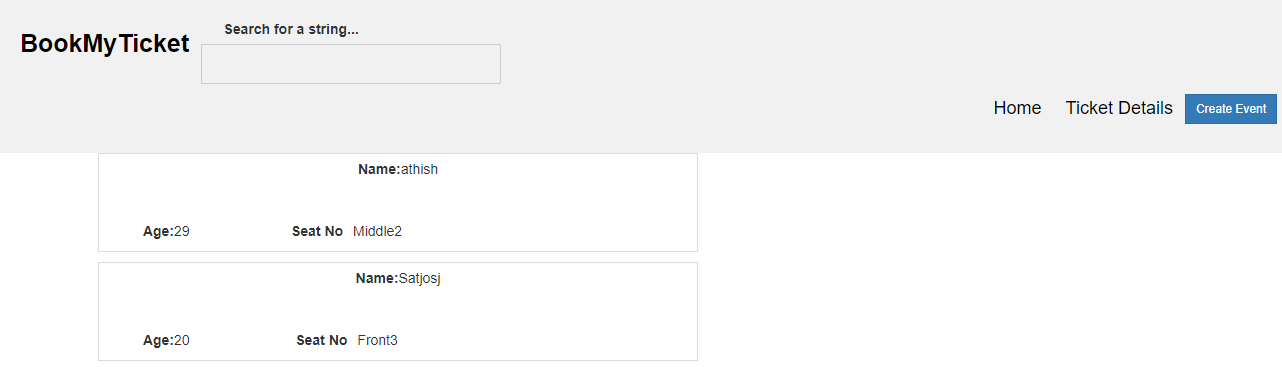 Search for a string...
BookMyTicket
Home Ticket Details Create Event
Name:athish
Age:29 Seat No Middle2
Name:Satjosj
Age:20 Seat No Front3